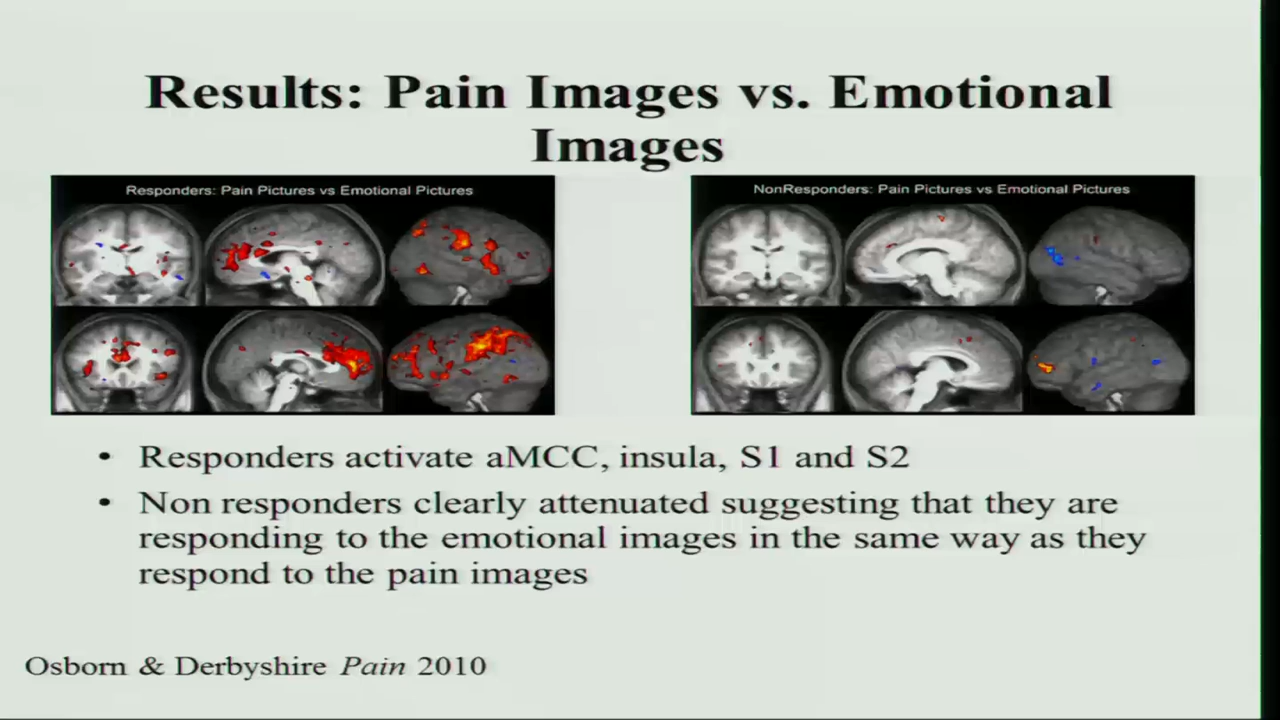 Results: Pain Images vs. Emotional
Images
Responders: Pain Pictures vs Emotional Pictures
NonResponders: Pain Pictures vs Emotional Pictures
• Responders activate aMCC, insula, S1 and S2
• Non responders clearly attenuated suggesting that they are
responding to the emotional images in the same way as they
respond to the pain images
Osborn & Derbyshire Pain 2010